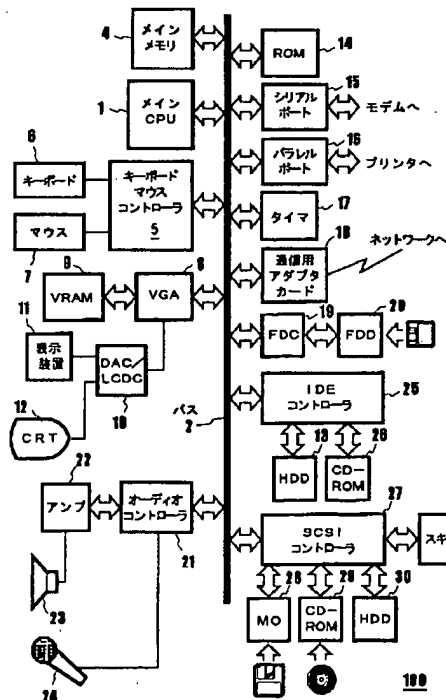 4
メイン
メモリ
1
メイン
CPU
6
キーボード
7
マウス
キーボード
マウス
コントローラ
5
9
VRAM
8
VGA
11
表示
装置
DAC/
LCDC
10
12
CRT
22
アンプ
オーディオ
コントローラ
21
23
24
バス
2
ROM
14
15
シリアル
ポート
モデムへ
16
パラレル
ポート
プリンタへ
タイマ
17
18
通信用
アダプタ
カード
ネットワークへ
19
FDC
20
FDD
IDE
コントローラ
25
13
HDD
26
CD-
ROM
27
SCSI
コントローラ
スキ
28
MO
29
CD-
ROM
30
HDD
100